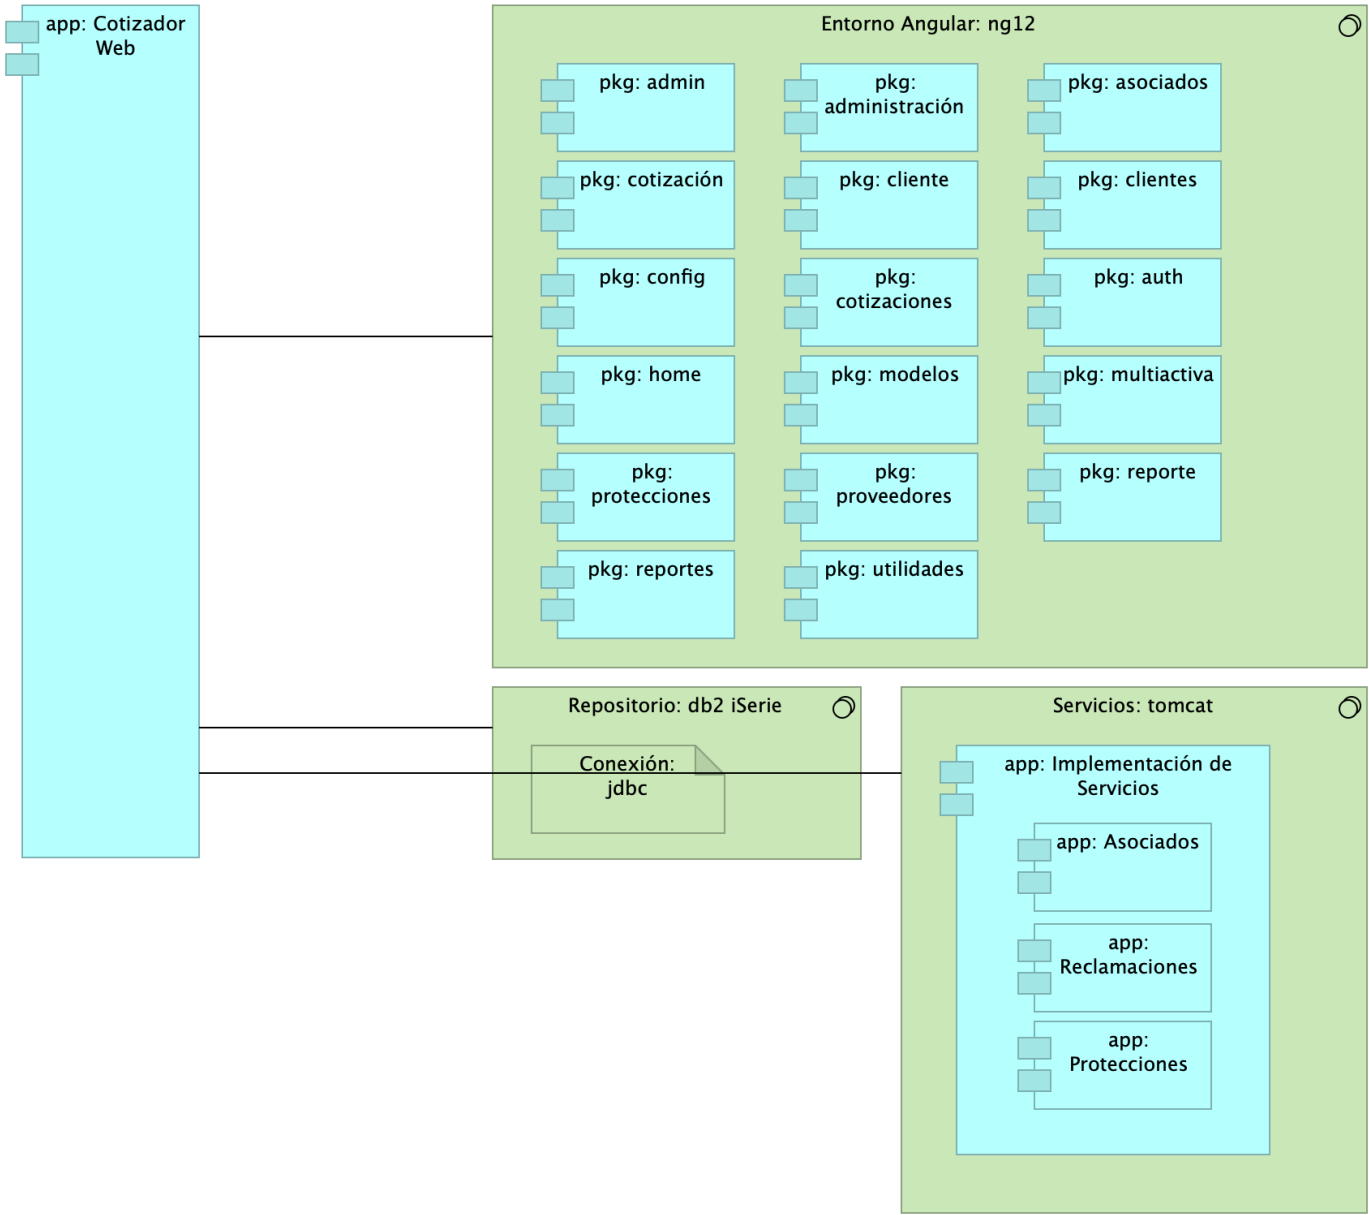 app: Cotizador
Web
Entorno Angular: ng12
pkg: admin
pkg:
administración
pkg: asociados
pkg: cotización
pkg: cliente
pkg: clientes
pkg: config
pkg:
cotizaciones
pkg: auth
pkg: home
pkg: modelos
pkg: multiactiva
pkg:
protecciones
pkg:
proveedores
pkg: reporte
pkg: reportes
pkg: utilidades
Repositorio: db2 iSerie
Conexión:
jdbc
Servicios: tomcat
app: Implementación de
Servicios
app: Asociados
app:
Reclamaciones
app:
Protecciones